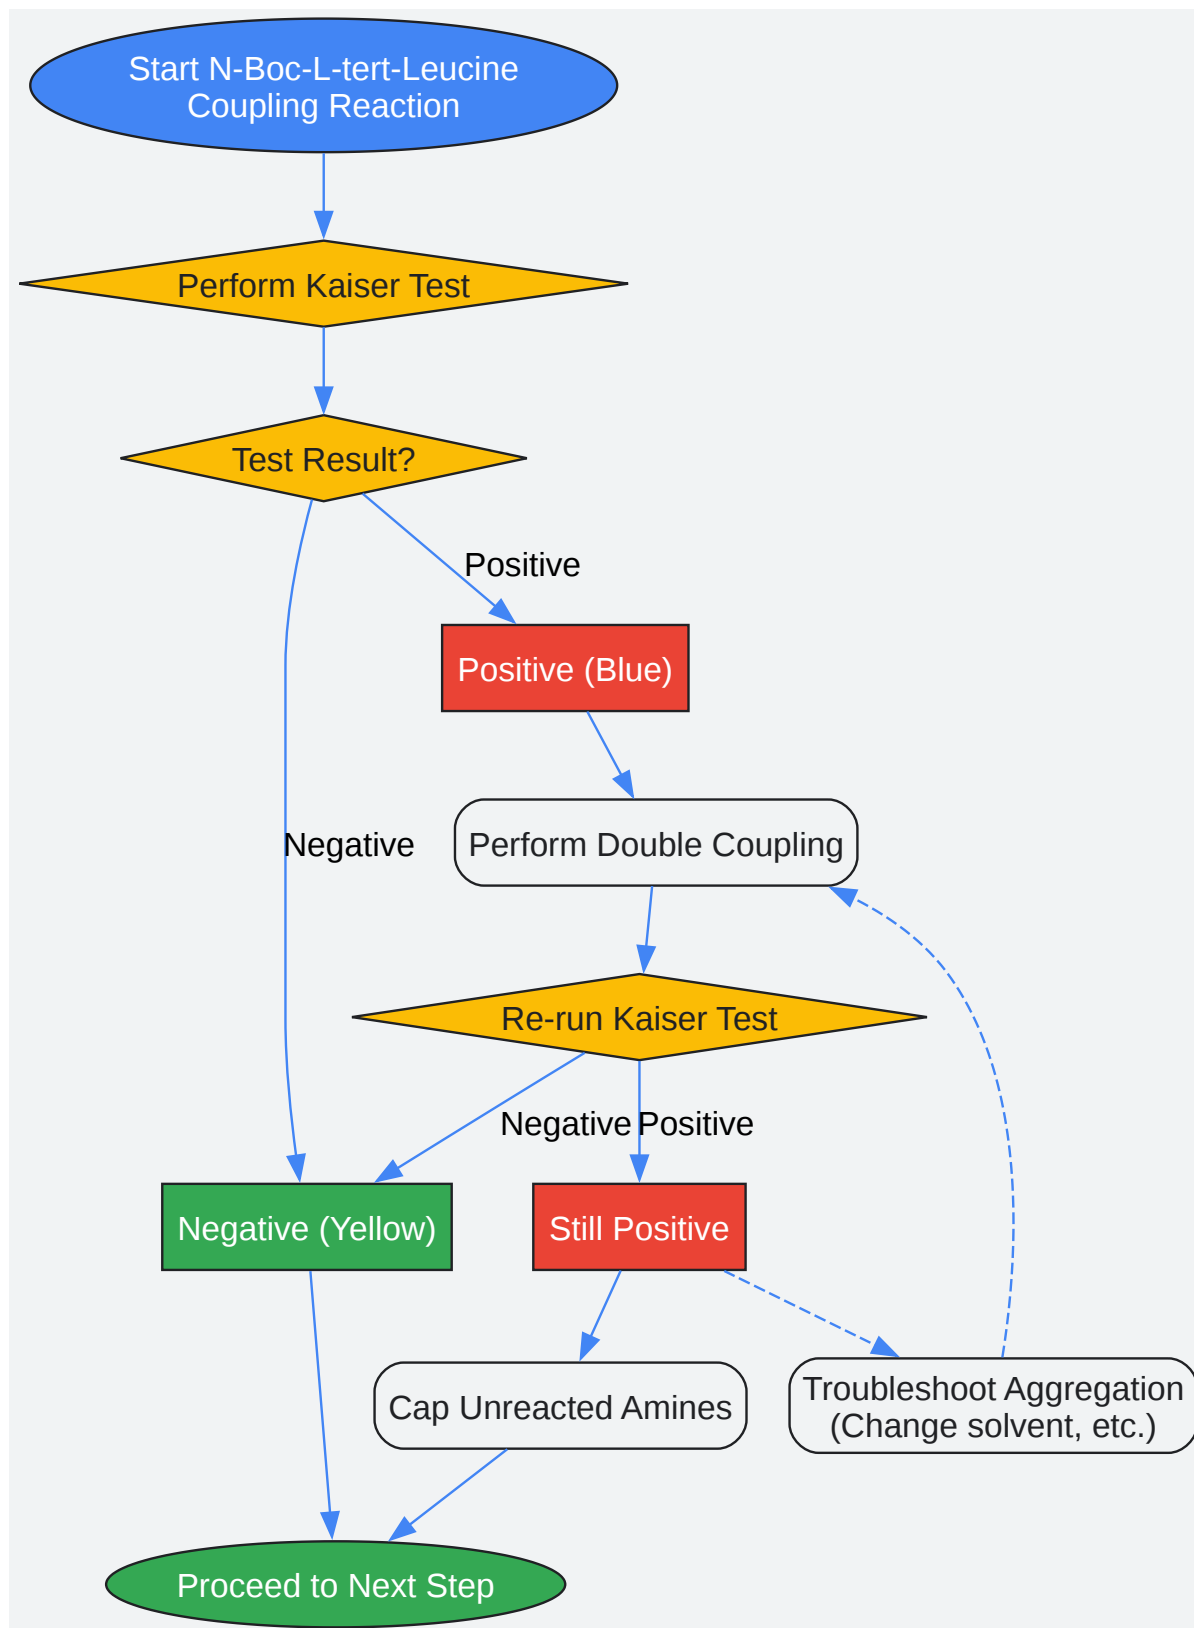 Start N-Boc-L-tert-Leucine
Coupling Reaction
Perform Kaiser Test
Test Result?
Positive
Positive (Blue)
Negative
Perform Double Coupling
Re-run Kaiser Test
Negative
Positive
Negative (Yellow)
Still Positive
Cap Unreacted Amines
Troubleshoot Aggregation
(Change solvent, etc.)
Proceed to Next Step